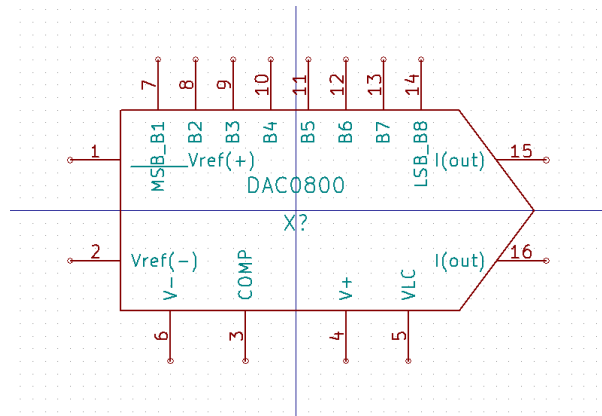 7 8 9 10 11 12 13 14
MSB_B1 B2 B3 B4 B5 B6 B7 LSB_B8
1 Vref(+) I(out) 15
DAC0800
X?
2 Vref(-) I(out) 16
V- COMP V+ VLC
6 3 4 5